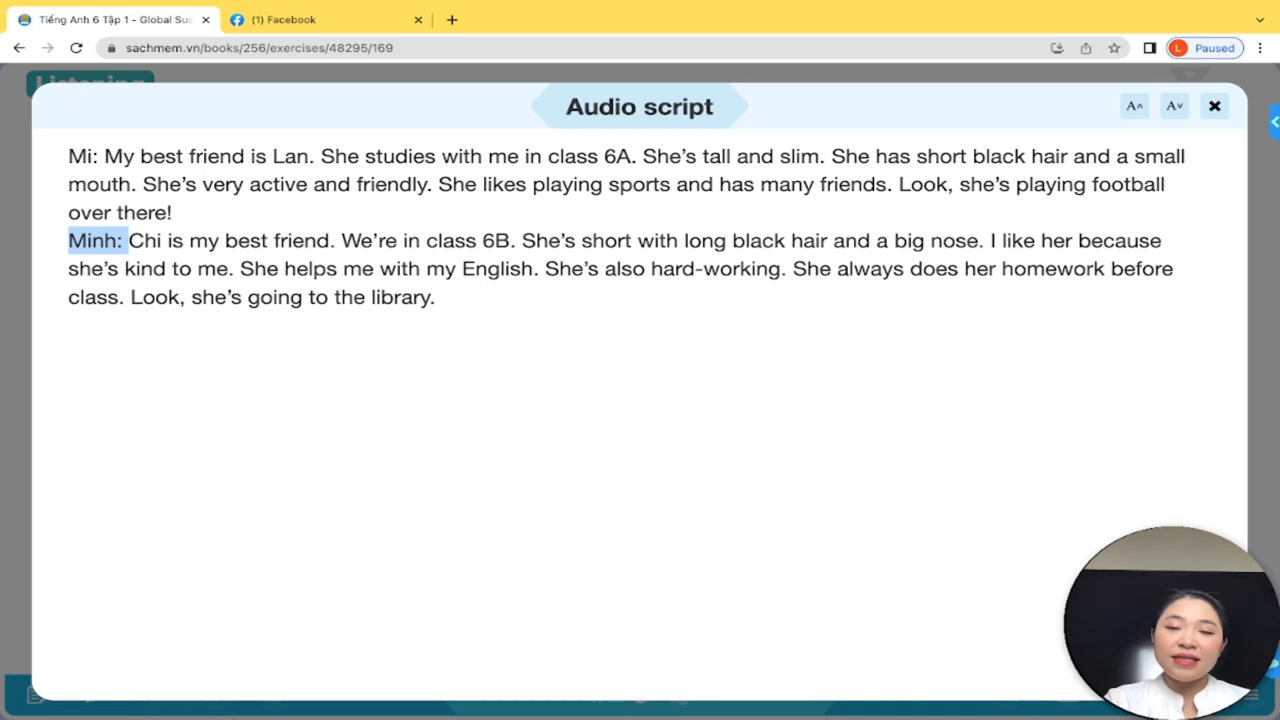 Tiếng Anh 6 Tập 1 - Global Suc
(1) Facebook
sachmem.vn/books/256/exercises/48295/169
L Paused
Listening
Audio script
Mi: My best friend is Lan. She studies with me in class 6A. She’s tall and slim. She has short black hair and a small
mouth. She’s very active and friendly. She likes playing sports and has many friends. Look, she’s playing football
over there!
Minh: Chi is my best friend. We’re in class 6B. She’s short with long black hair and a big nose. I like her because
she’s kind to me. She helps me with my English. She’s also hard-working. She always does her homework before
class. Look, she’s going to the library.